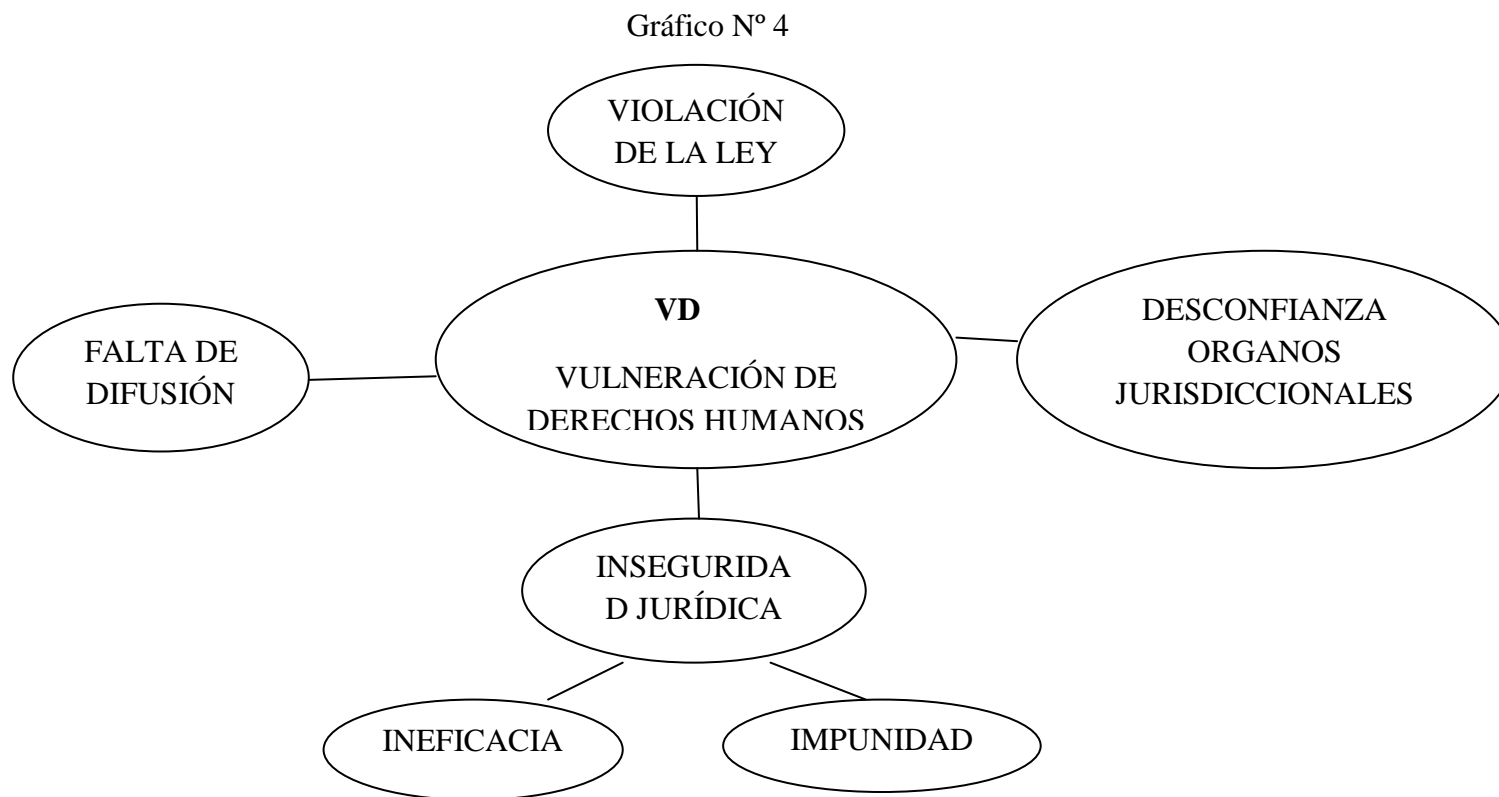 Gráfico Nº 4
VIOLACIÓN
DE LA LEY
VD
VULNERACIÓN DE
DERECHOS HUMANOS
FALTA DE
DIFUSIÓN
DESCONFIANZA
ORGANOS
JURISDICCIONALES
INSEGURIDA
D JURÍDICA
INEFICACIA
IMPUNIDAD